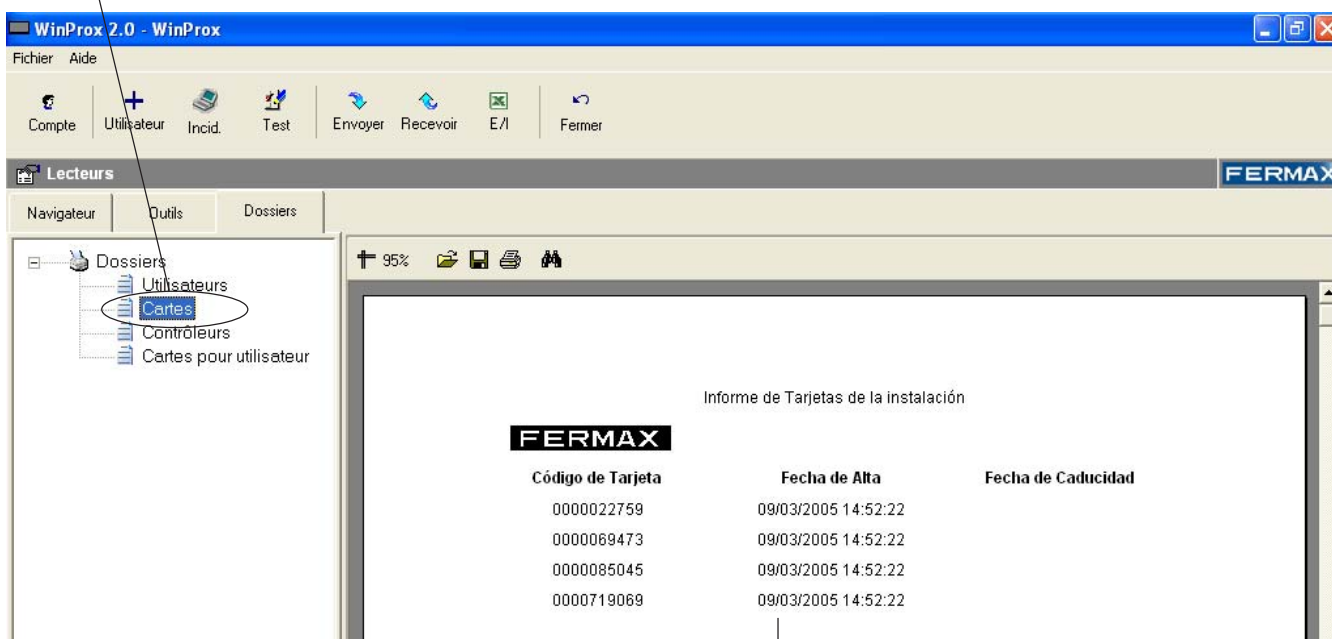 WinProx 2.0 - WinProx
Fichier Aide
Compte Utilisateur Incid. Test Envoyer Recevoir E/I Fermer
Lecteurs FERMAX
Navigateur Outils Dossiers
Dossiers
Utilisateurs
Cartes
Contrôleurs
Cartes pour utilisateur
95%
Informe de Tarjetas de la instalación
FERMAX
Código de Tarjeta Fecha de Alta Fecha de Caducidad
0000022759 09/03/2005 14:52:22
0000069473 09/03/2005 14:52:22
0000085045 09/03/2005 14:52:22
0000719069 09/03/2005 14:52:22